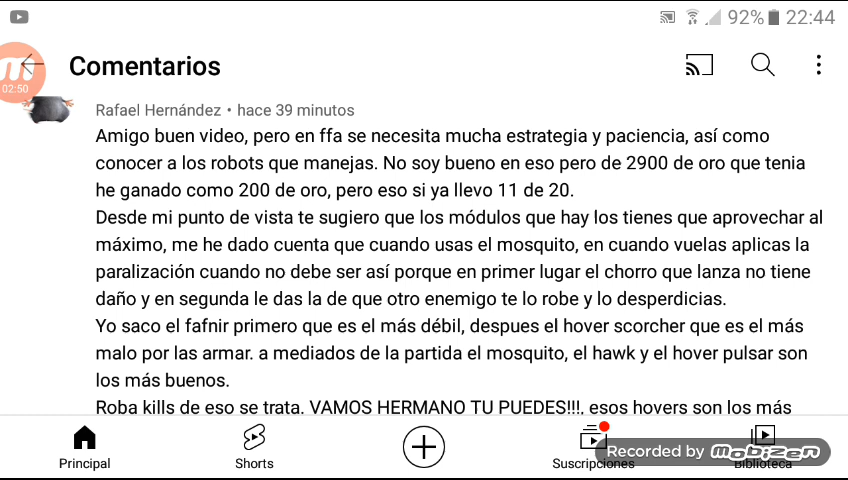 92% 22:44
Comentarios
02:50
Rafael Hernández • hace 39 minutos
Amigo buen video, pero en ffa se necesita mucha estrategia y paciencia, así como
conocer a los robots que manejas. No soy bueno en eso pero de 2900 de oro que tenia
he ganado como 200 de oro, pero eso si ya llevo 11 de 20.
Desde mi punto de vista te sugiero que los módulos que hay los tienes que aprovechar al
máximo, me he dado cuenta que cuando usas el mosquito, en cuando vuelas aplicas la
paralización cuando no debe ser así porque en primer lugar el chorro que lanza no tiene
daño y en segunda le das la de que otro enemigo te lo robe y lo desperdicias.
Yo saco el fafnir primero que es el más débil, despues el hover scorcher que es el más
malo por las armar. a mediados de la partida el mosquito, el hawk y el hover pulsar son
los más buenos.
Roba kills de eso se trata. VAMOS HERMANO TU PUEDES!!!. esos hovers son los más
Principal
Shorts
Suscripciones
Biblioteca
Recorded by Mobizen